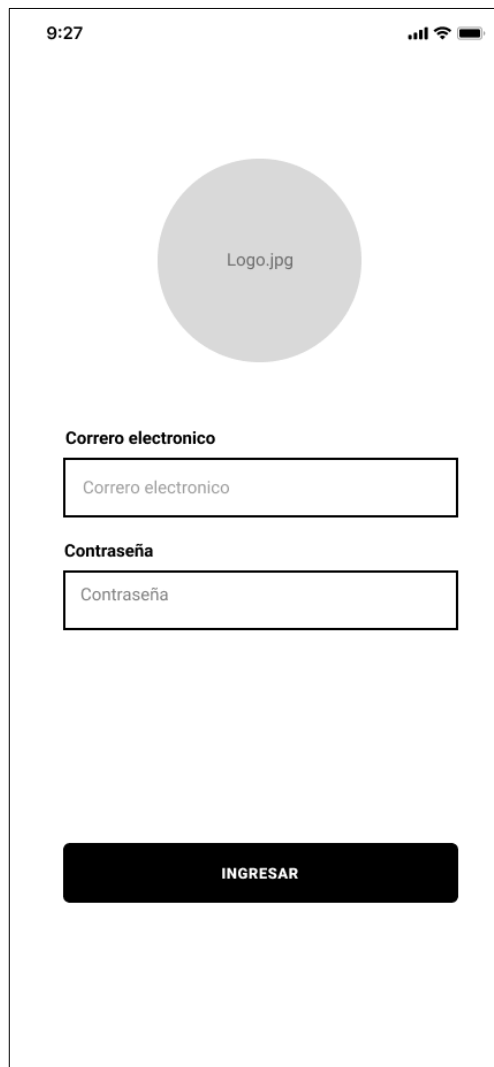 9:27
Logo.jpg
Correro electronico
Correro electronico
Contraseña
Contraseña
INGRESAR